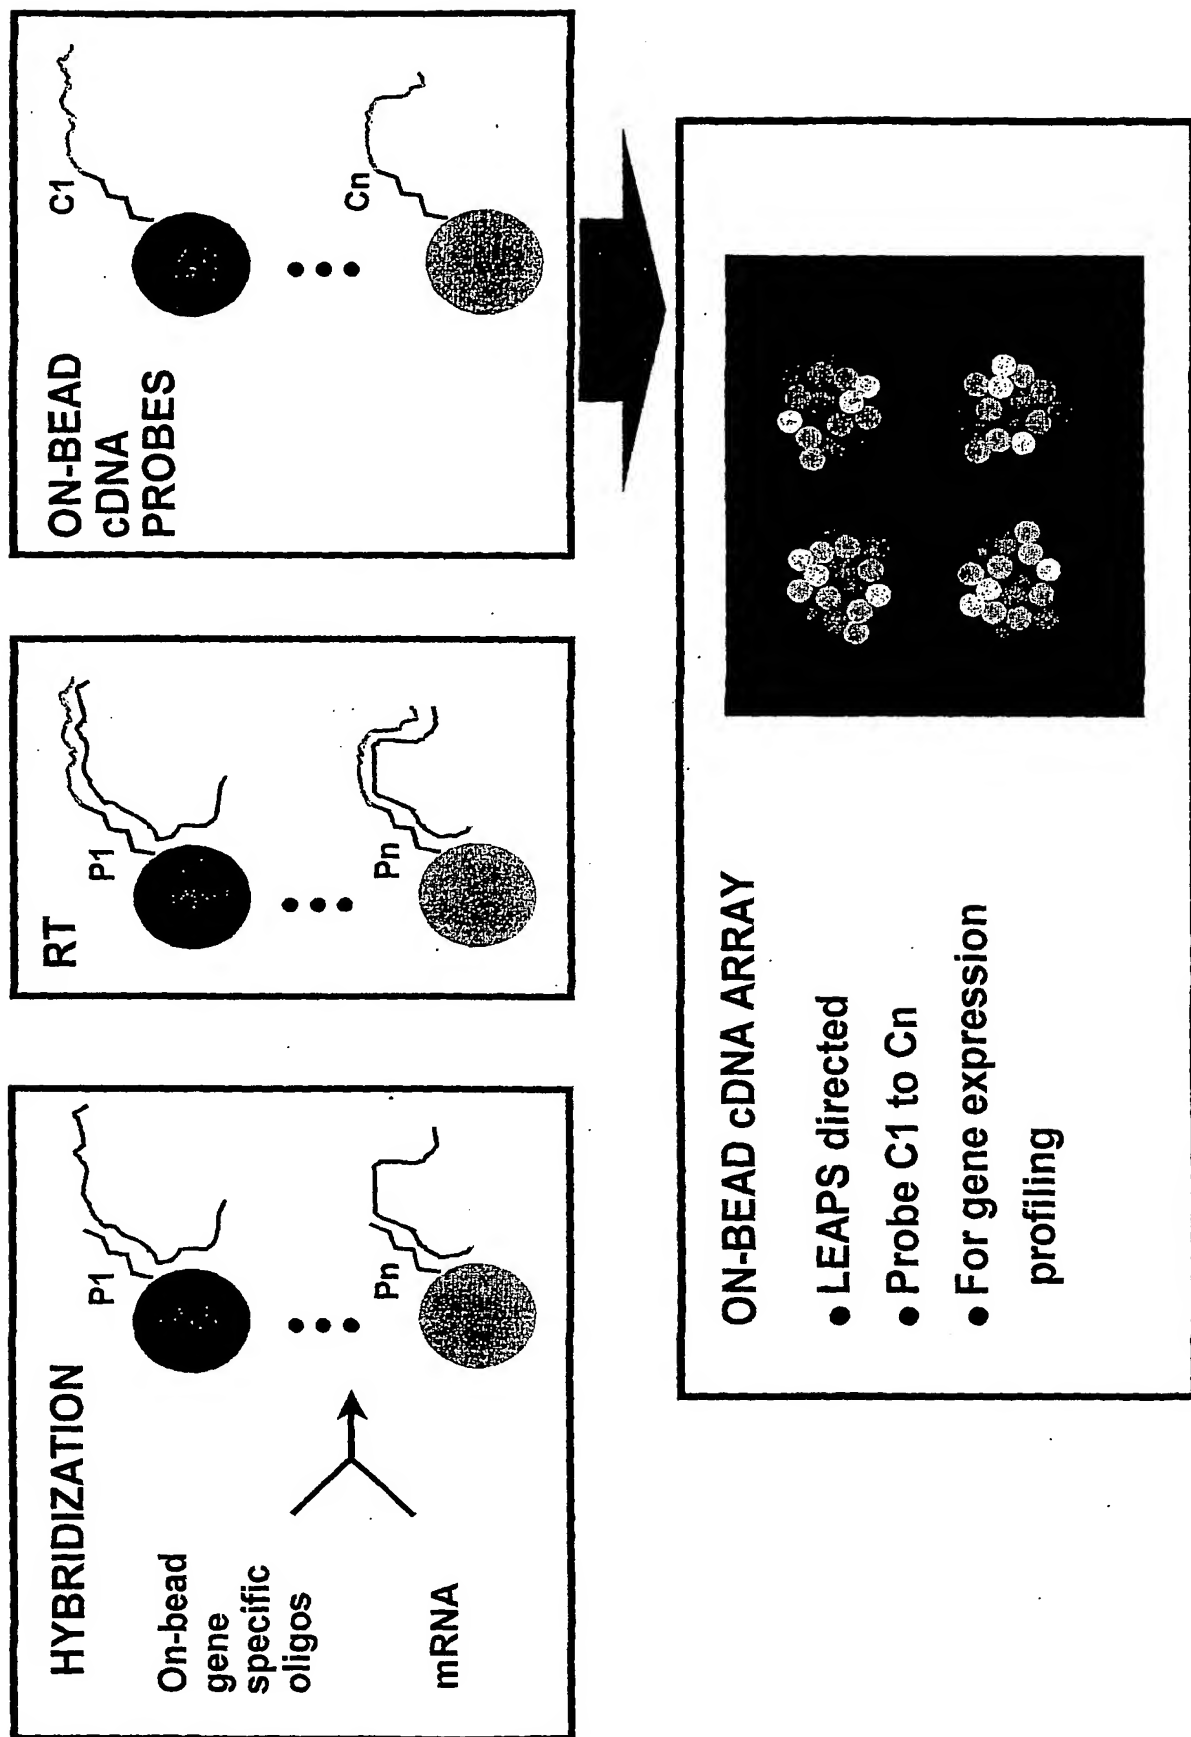 HYBRIDIZATION
On-bead
gene
specific
oligos
mRNA
P1
Pn
RT
P1
Pn
ON-BEAD
cDNA
PROBES
C1
Cn
ON-BEAD cDNA ARRAY
● LEAPS directed
● Probe C1 to Cn
● For gene expression
profiling